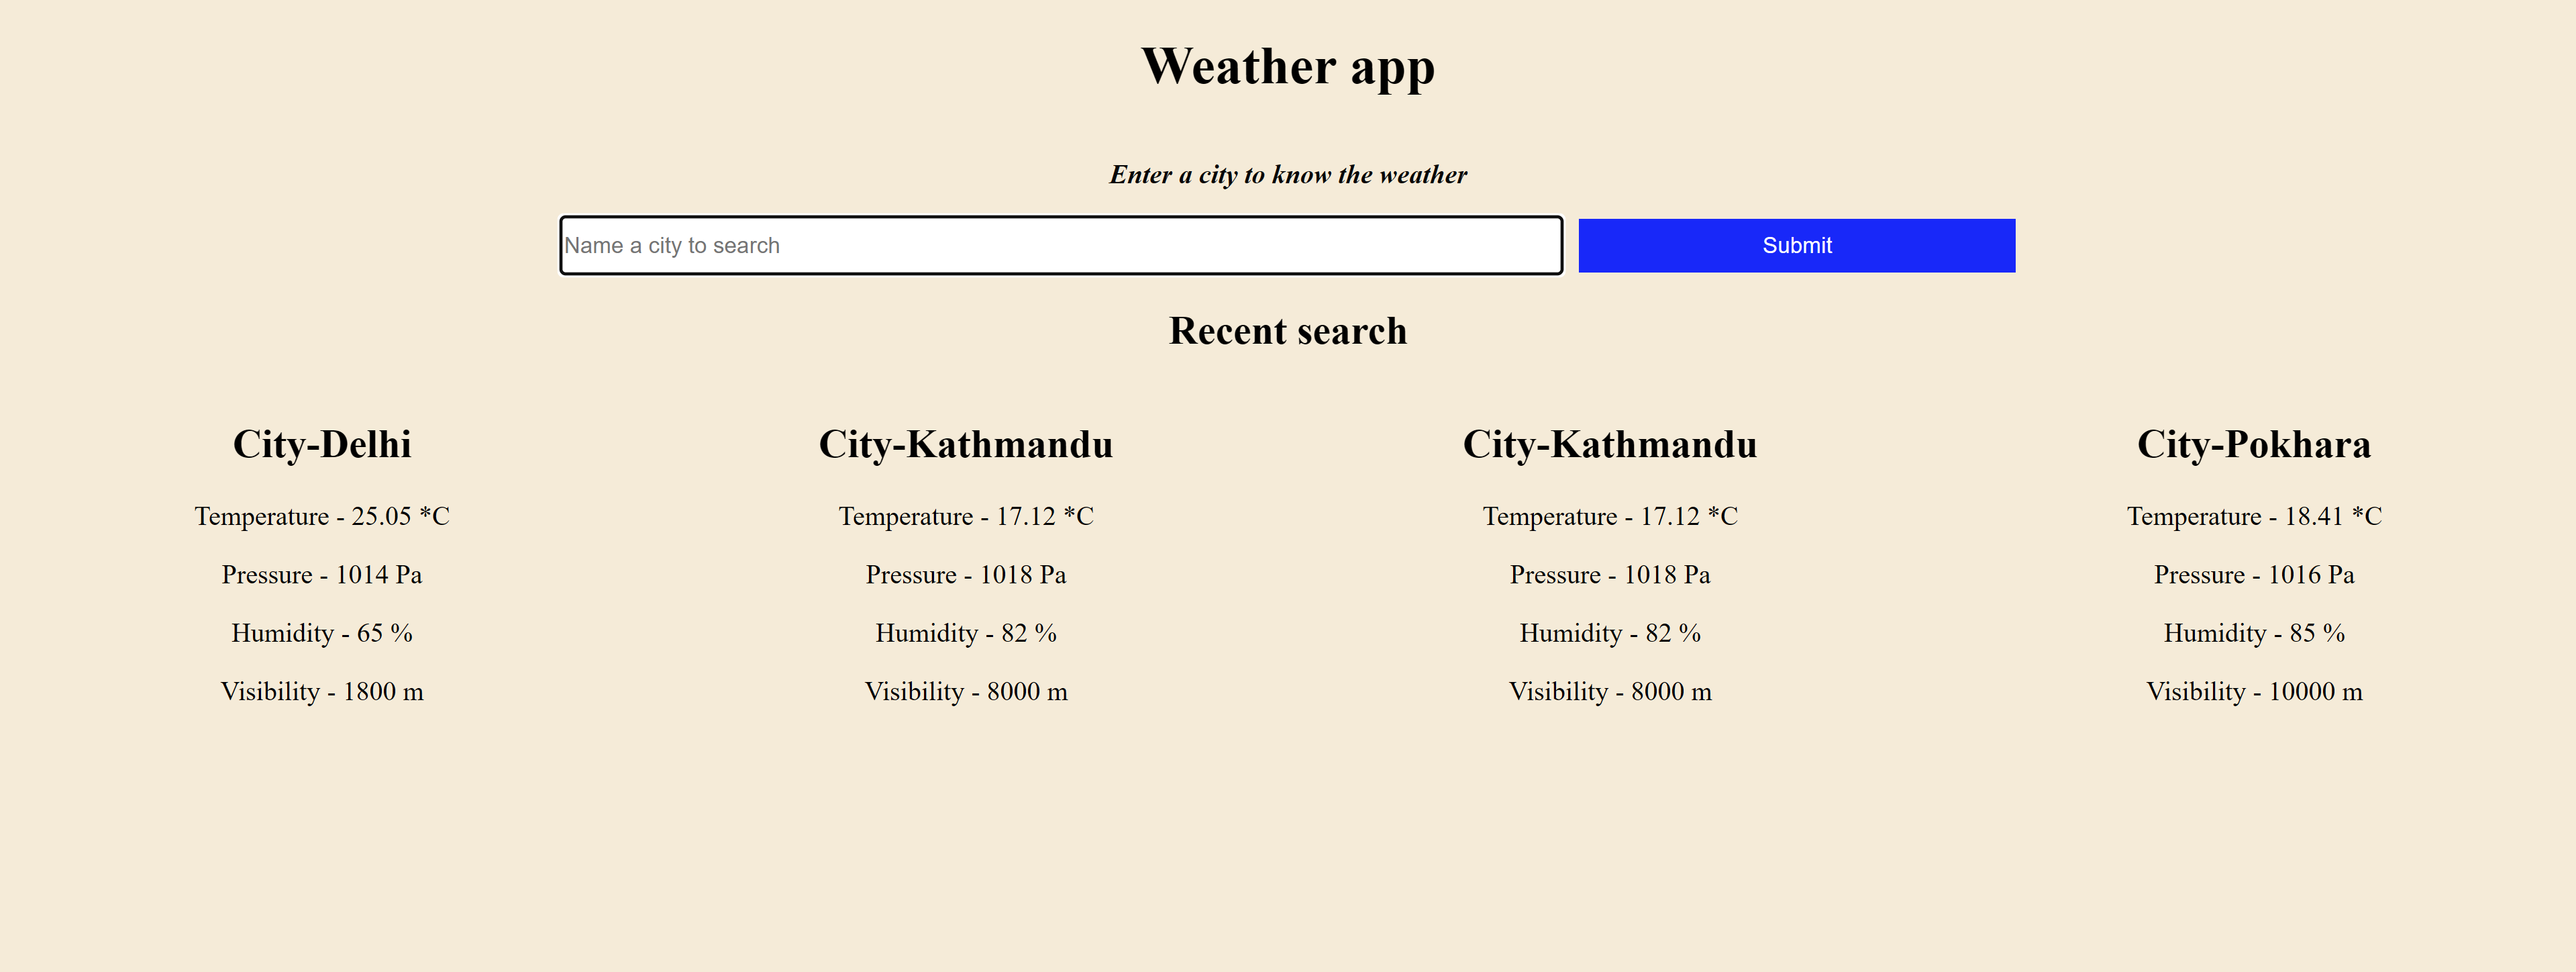 Weather app
Enter a city to know the weather
Name a city to search
Submit
Recent search
City-Delhi
Temperature - 25.05 *C
Pressure - 1014 Pa
Humidity - 65 %
Visibility - 1800 m
City-Kathmandu
Temperature - 17.12 *C
Pressure - 1018 Pa
Humidity - 82 %
Visibility - 8000 m
City-Kathmandu
Temperature - 17.12 *C
Pressure - 1018 Pa
Humidity - 82 %
Visibility - 8000 m
City-Pokhara
Temperature - 18.41 *C
Pressure - 1016 Pa
Humidity - 85 %
Visibility - 10000 m